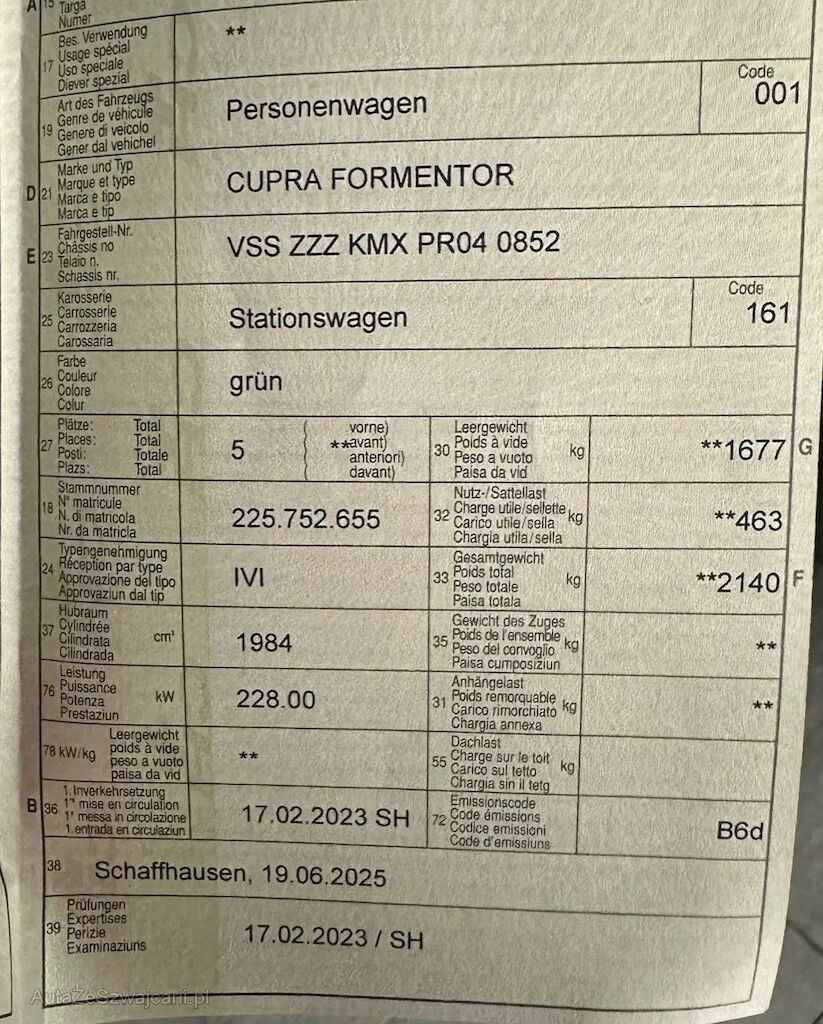 A 15 Targa
Numer
17 Bes. Verwendung
Usage spécial
Uso speciale
Diever spezial
**
19 Art des Fahrzeugs
Genre de véhicule
Genere di veicolo
Gener dal vehichel
Personenwagen
Code
001
D 21 Marke und Typ
Marque et type
Marca e tipo
Marca e tip
CUPRA FORMENTOR
E 23 Fahrgestell-Nr.
Châssis no
Telaio n.
Schassis nr.
VSS ZZZ KMX PR04 0852
25 Karosserie
Carrosserie
Carrozzeria
Carossaria
Stationswagen
Code
161
26 Farbe
Couleur
Colore
Colur
grün
27 Plätze: Total
Places: Total
Posti: Totale
Plazs: Total
5
( vorne)
( **avant)
( anteriori)
( davant)
30 Leergewicht
Poids à vide
Peso a vuoto
Paisa da vid
kg
**1677 G
18 Stammnummer
N° matricule
N. di matricola
Nr. da matricla
225.752.655
32 Nutz-/Sattellast
Charge utile/sellette
Carico utile/sella
Chargia utila/sella
kg
**463
24 Typengenehmigung
Réception par type
Approvazione del tipo
Approvaziun dal tip
IVI
33 Gesamtgewicht
Poids total
Peso totale
Paisa totala
kg
**2140 F
37 Hubraum
Cylindrée
Cilindrata
Cilindrada
cm³
1984
35 Gewicht des Zuges
Poids de l'ensemble
Peso del convoglio
Paisa cumposiziun
kg
**
76 Leistung
Puissance
Potenza
Prestaziun
kW
228.00
31 Anhängelast
Poids remorquable
Carico rimorchiato
Chargia annexa
kg
**
78 kW/kg
Leergewicht
poids à vide
peso a vuoto
paisa da vid
**
55 Dachlast
Charge sur le toit
Carico sul tetto
Chargia sin il tetg
kg
B 36 1. Inverkehrsetzung
1re mise en circulation
1a messa in circolazione
1. entrada en circulaziun
17.02.2023 SH
72 Emissionscode
Code émissions
Codice emissioni
Code d'emissiuns
B6d
38 Schaffhausen, 19.06.2025
39 Prüfungen
Expertises
Perizie
Examinaziuns
17.02.2023 / SH
AutaZeSzwajcarii.pl